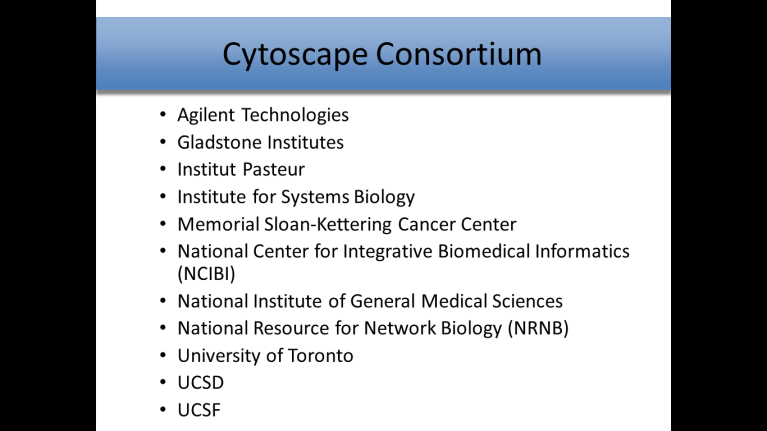 Cytoscape Consortium
• Agilent Technologies
• Gladstone Institutes
• Institut Pasteur
• Institute for Systems Biology
• Memorial Sloan-Kettering Cancer Center
• National Center for Integrative Biomedical Informatics
(NCIBI)
• National Institute of General Medical Sciences
• National Resource for Network Biology (NRNB)
• University of Toronto
• UCSD
• UCSF